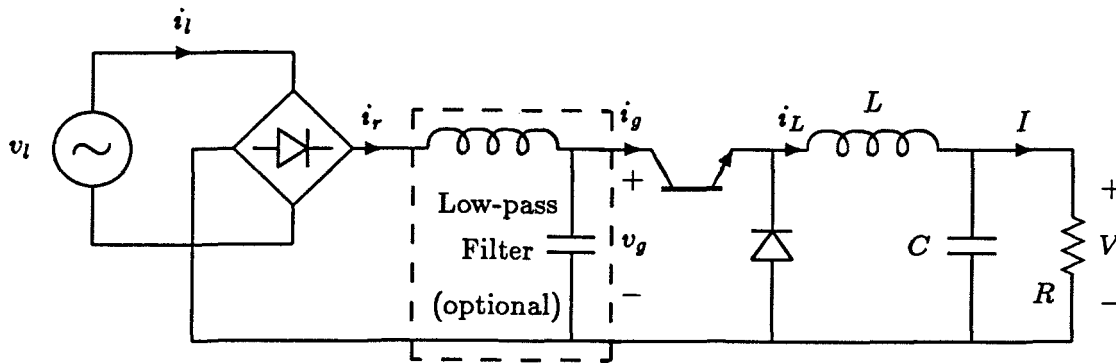 i_l
v_l
i_r
Low-pass
Filter
(optional)
i_g
+
v_g
−
i_L
L
C
I
R
+
V
−